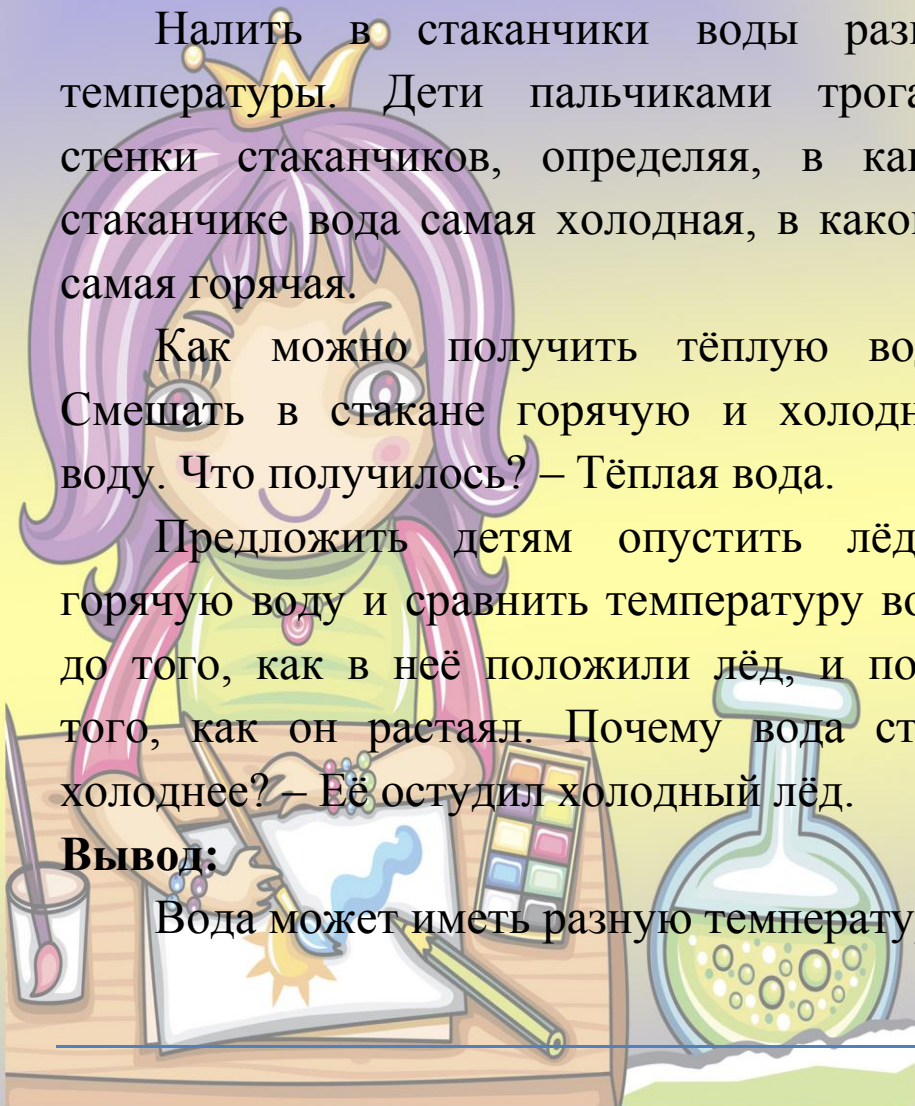 Налить в стаканчики воды разн
температуры. Дети пальчиками трога
стенки стаканчиков, определяя, в как
стаканчике вода самая холодная, в како
самая горячая.
Как можно получить тёплую вод
Смешать в стакане горячую и холодн
воду. Что получилось? – Тёплая вода.
Предложить детям опустить лёд
горячую воду и сравнить температуру во
до того, как в неё положили лёд, и по
того, как он растаял. Почему вода ст
холоднее? – Её остудил холодный лёд.
Вывод:
Вода может иметь разную температу